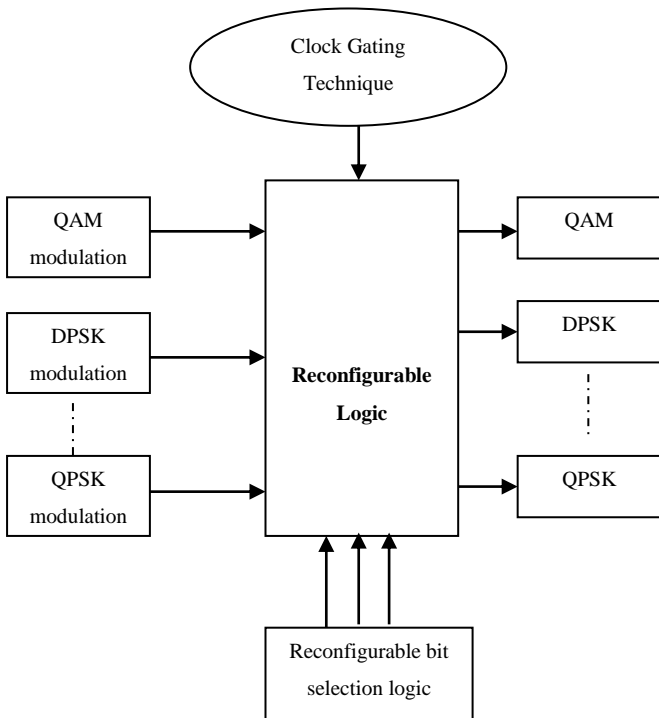 Clock Gating
Technique
QAM
modulation
DPSK
modulation
QPSK
modulation
Reconfigurable
Logic
QAM
DPSK
QPSK
Reconfigurable bit
selection logic